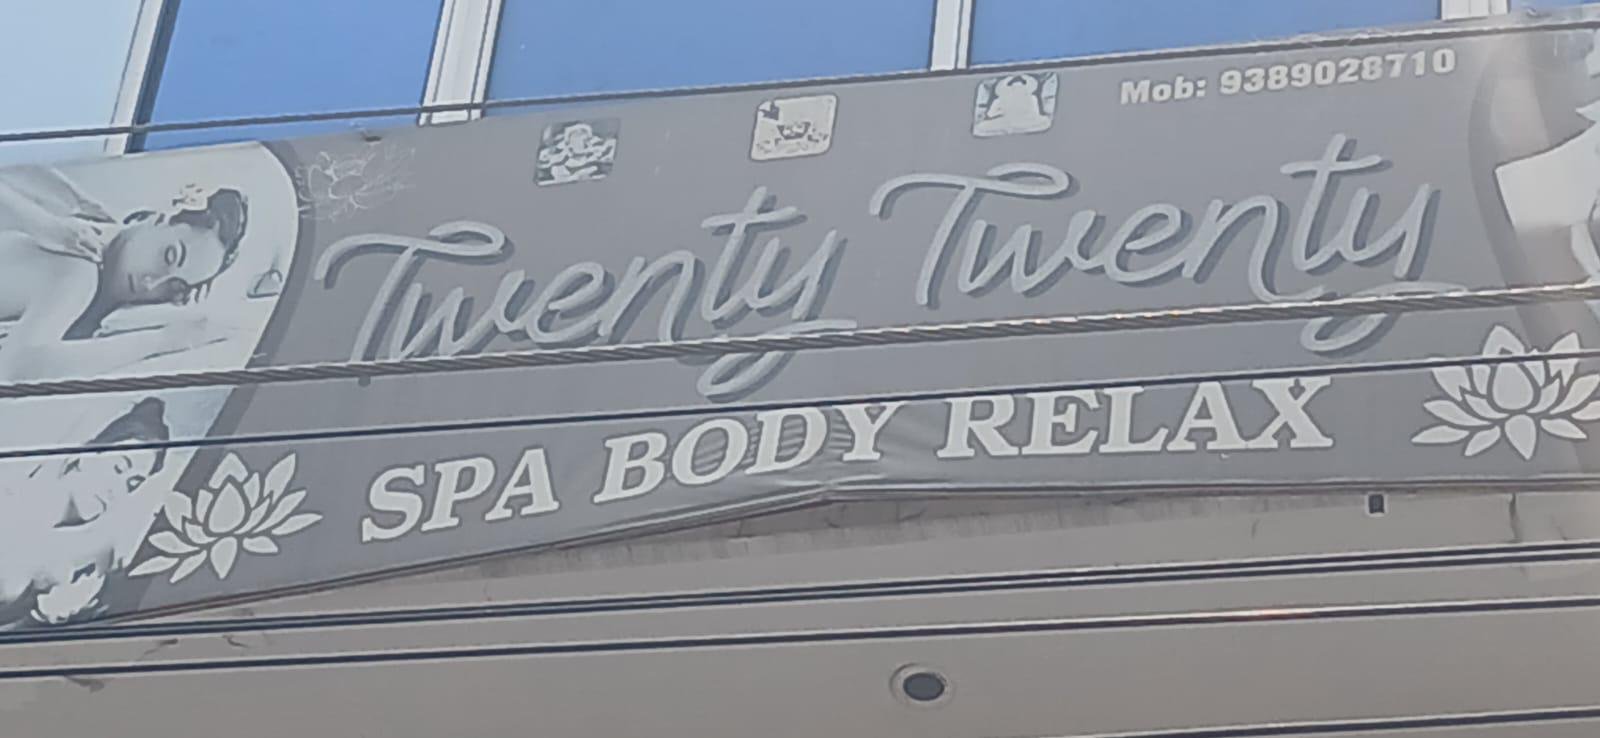 Mob: 9389028710
Twenty Twenty
SPA BODY RELAX